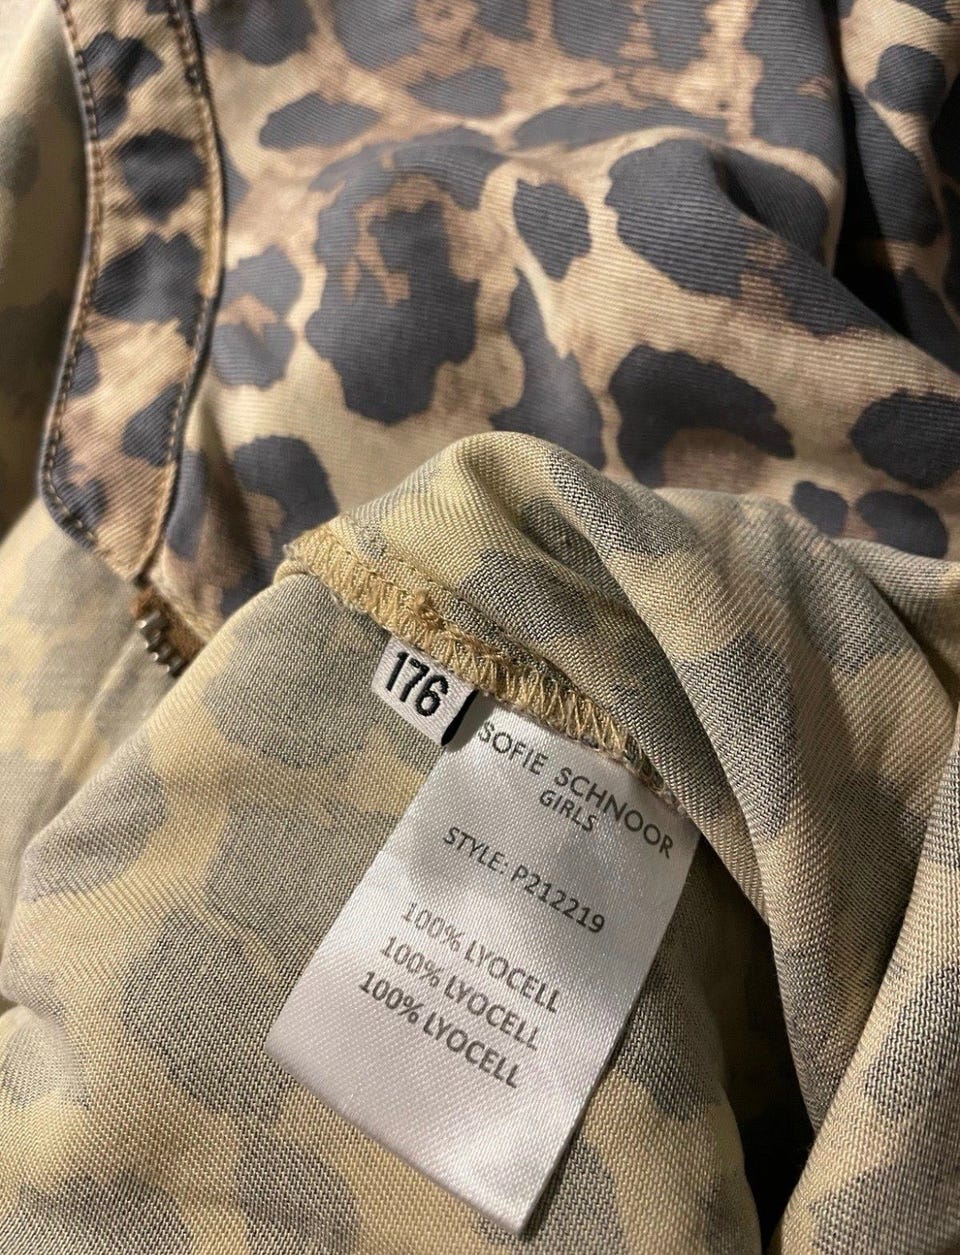 176
SOFIE SCHNOOR
GIRLS
STYLE: P212219
100% LYOCELL
100% LYOCELL
100% LYOCELL